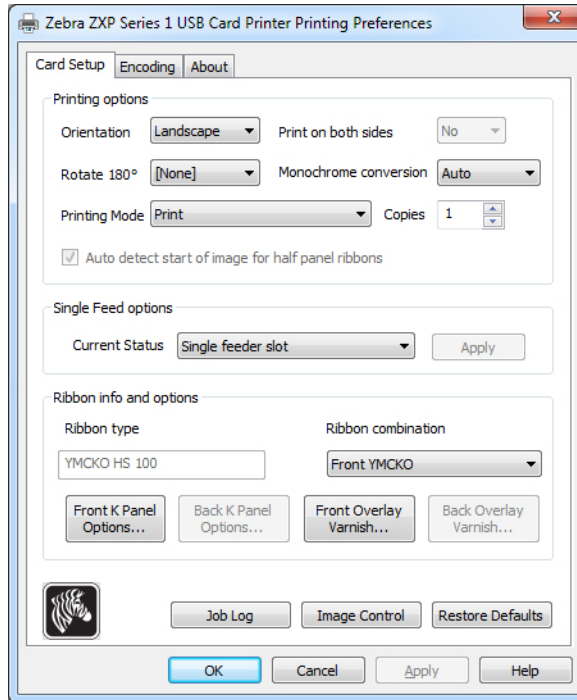 Zebra ZXP Series 1 USB Card Printer Printing Preferences
Card Setup Encoding About
Printing options
Orientation Landscape Print on both sides No
Rotate 180° [None] Monochrome conversion Auto
Printing Mode Print Copies 1
Auto detect start of image for half panel ribbons
Single Feed options
Current Status Single feeder slot Apply
Ribbon info and options
Ribbon type Ribbon combination
YMCKO HS 100 Front YMCKO
Front K Panel Back K Panel Front Overlay Back Overlay
Options... Options... Varnish... Varnish...
Job Log Image Control Restore Defaults
OK Cancel Apply Help